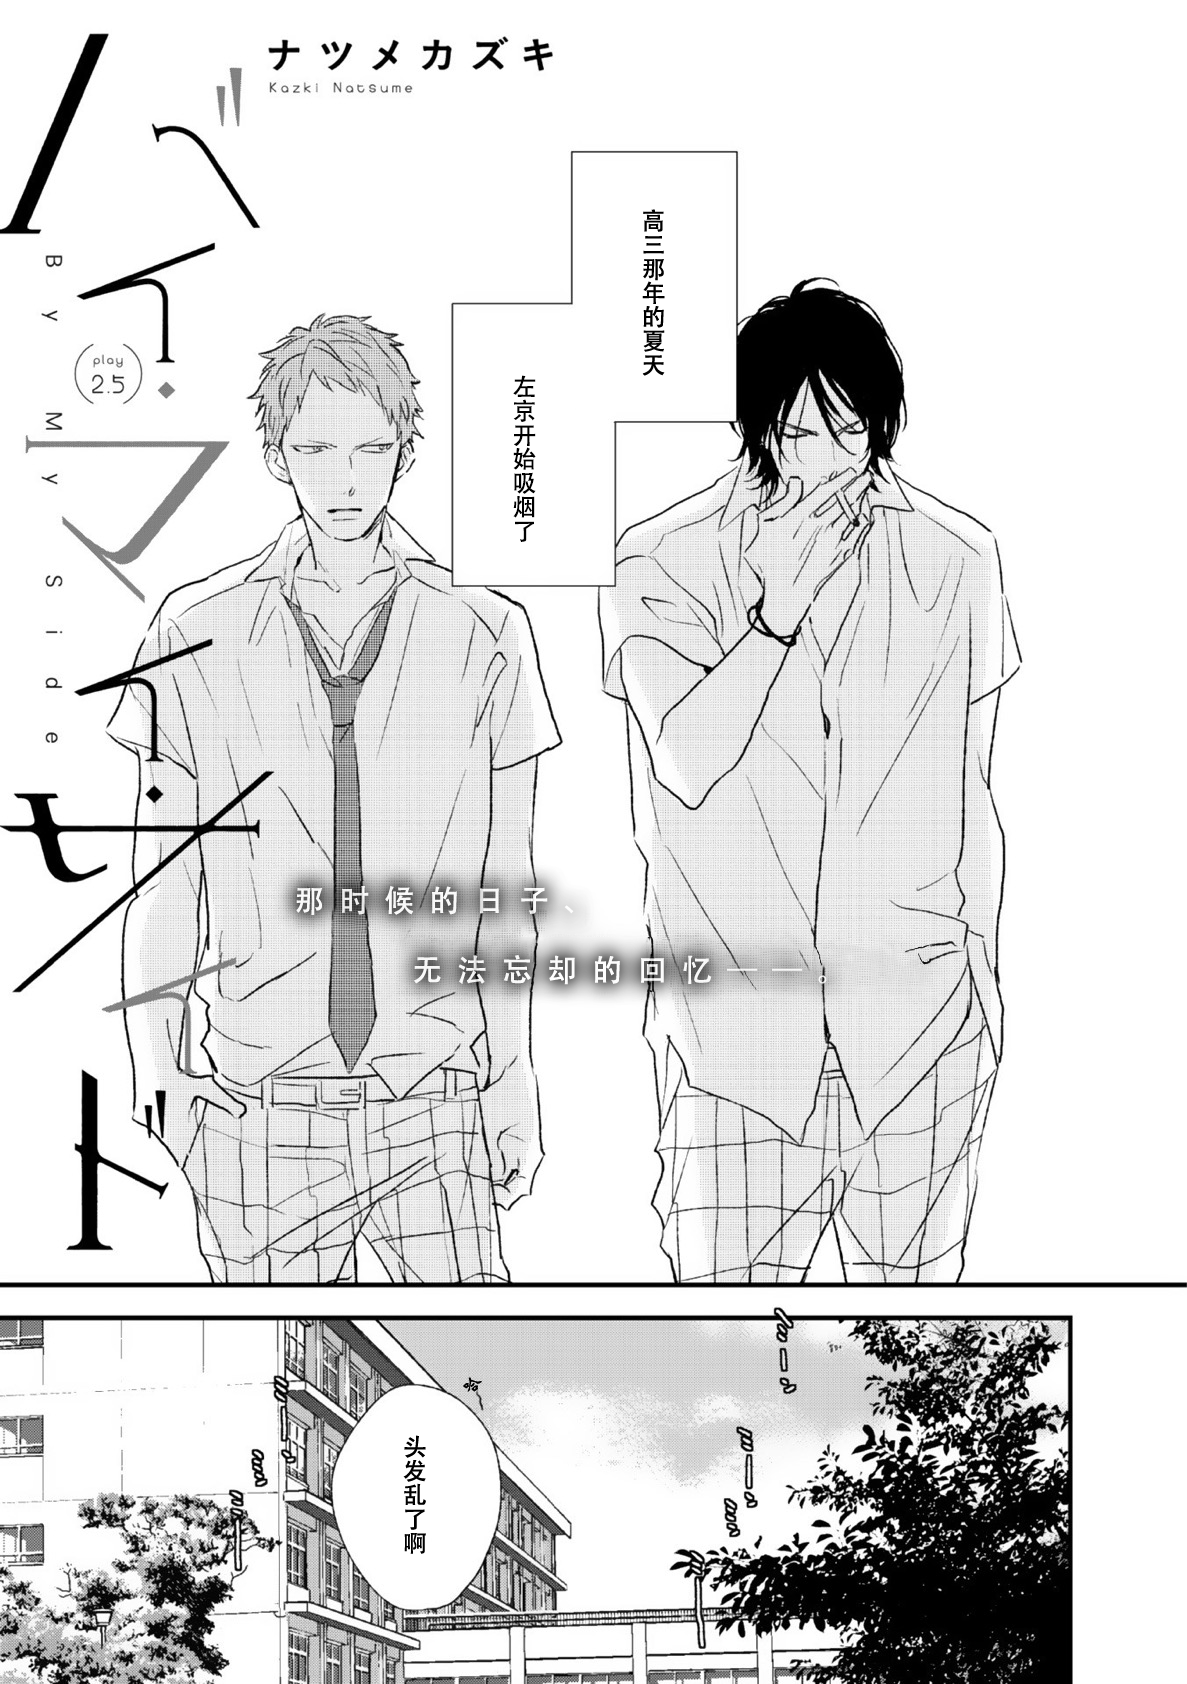 ナツメカズキ
Kazki Natsume
バイ・マイ・サイド
By My Side
play
2.5
高三那年的夏天
左京开始吸烟了
那时候的日子、
无法忘却的回忆——。
哈
头发乱了啊